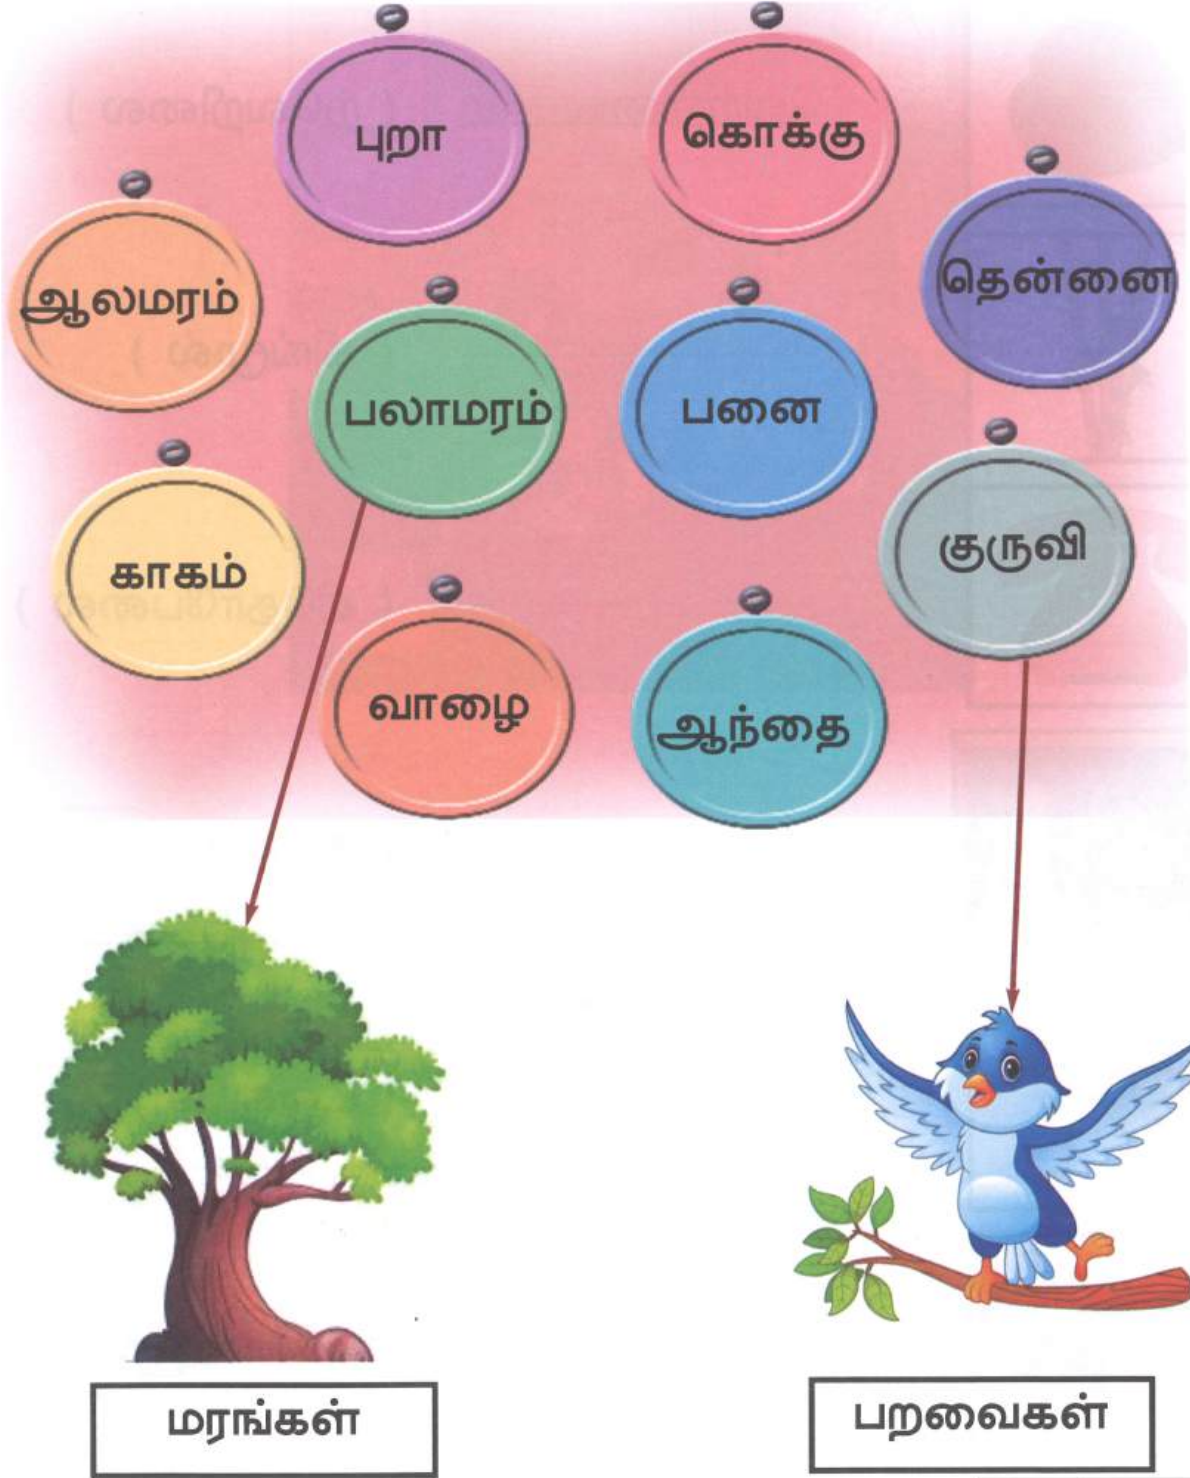 புறா
கொக்கு
ஆலமரம்
தென்னை
பலாமரம்
பனை
காகம்
குருவி
வாழை
ஆந்தை
மரங்கள்
பறவைகள்